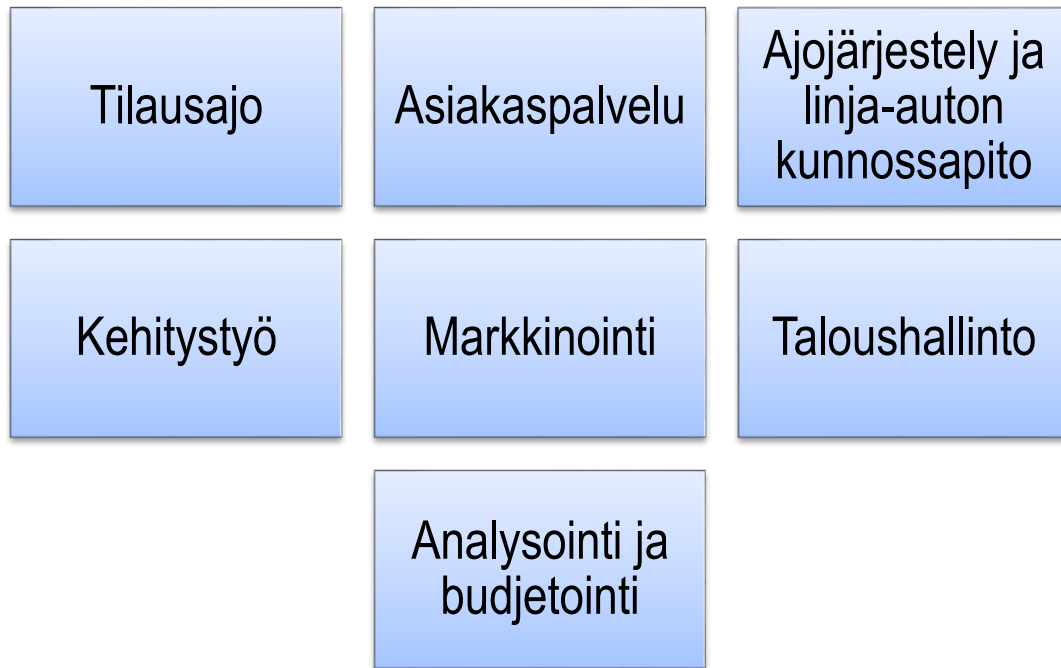 Tilausajo
Asiakaspalvelu
Ajojärjestely ja
linja-auton
kunnossapito
Kehitystyö
Markkinointi
Taloushallinto
Analysointi ja
budjetointi